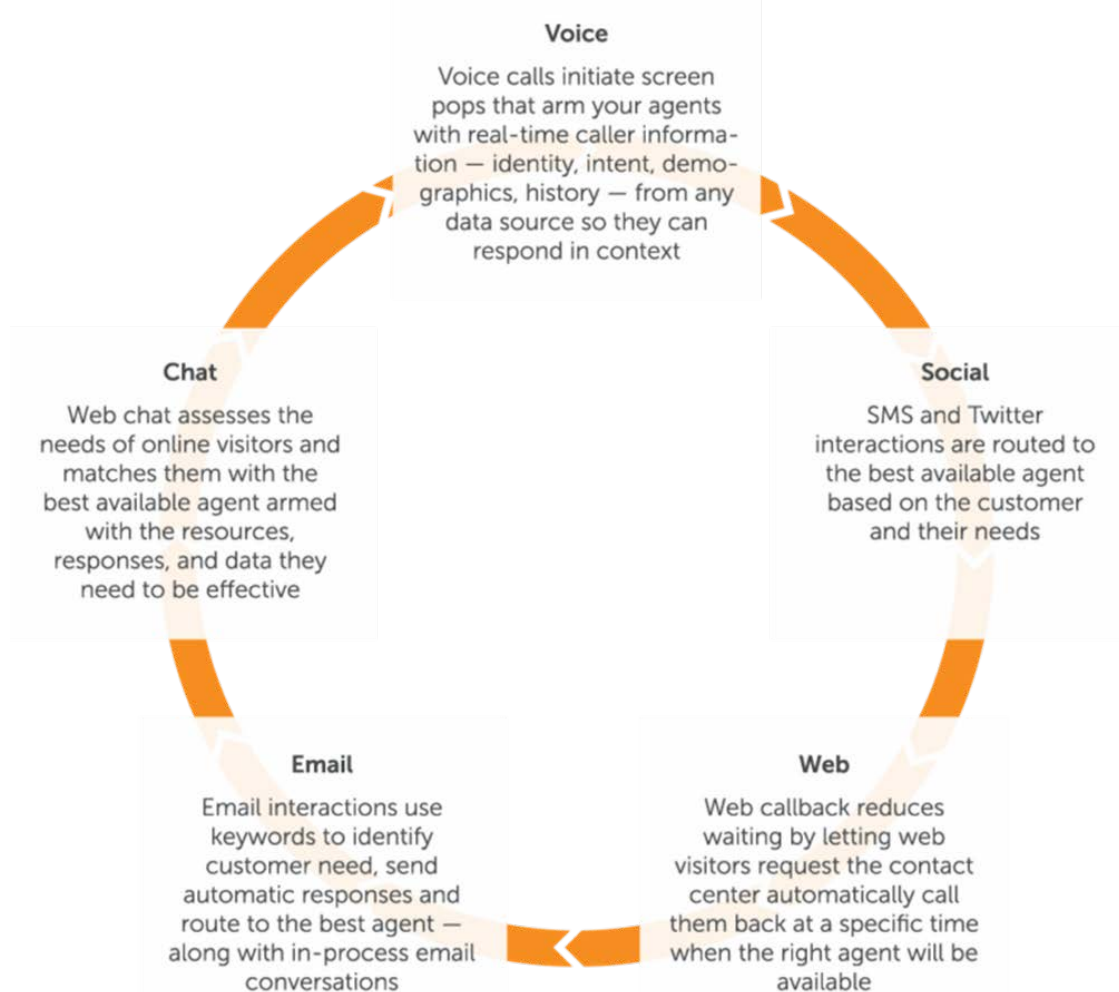 Voice
Voice calls initiate screen
pops that arm your agents
with real-time caller informa-
tion — identity, intent, demo-
graphics, history — from any
data source so they can
respond in context
Social
SMS and Twitter
interactions are routed to
the best available agent
based on the customer
and their needs
Web
Web callback reduces
waiting by letting web
visitors request the contact
center automatically call
them back at a specific time
when the right agent will be
available
Email
Email interactions use
keywords to identify
customer need, send
automatic responses and
route to the best agent —
along with in-process email
conversations
Chat
Web chat assesses the
needs of online visitors and
matches them with the
best available agent armed
with the resources,
responses, and data they
need to be effective